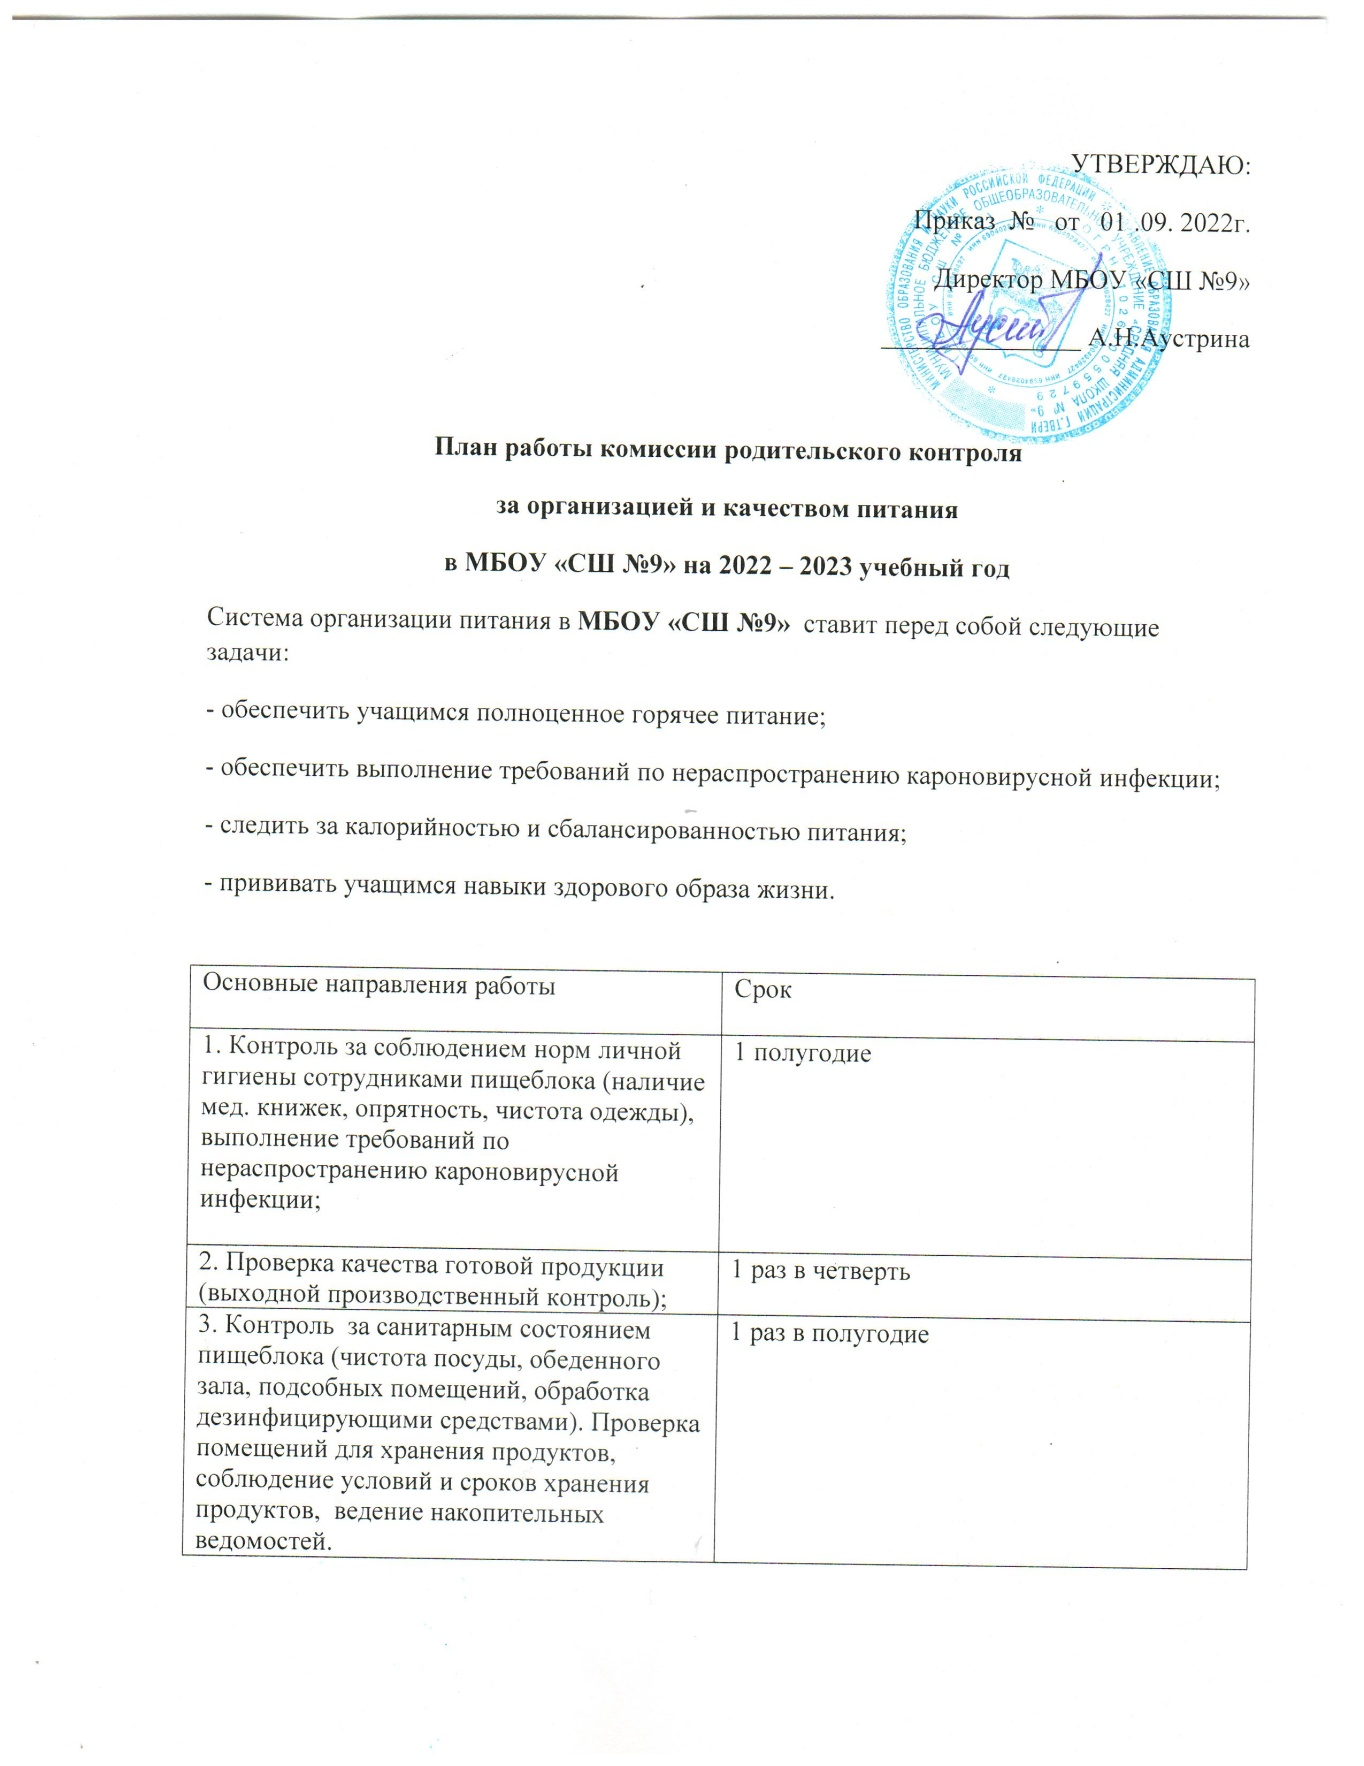 УТВЕРЖДАЮ:
Приказ № от 01 .09. 2022г.
Директор МБОУ «СШ №9»
А.Н.Аустрина
План работы комиссии родительского контроля
за организацией и качеством питания
в МБОУ «СШ №9» на 2022 – 2023 учебный год
Система организации питания в МБОУ «СШ №9» ставит перед собой следующие
задачи:
- обеспечить учащимся полноценное горячее питание;
- обеспечить выполнение требований по нераспространению кароновирусной инфекции;
- следить за калорийностью и сбалансированностью питания;
- прививать учащимся навыки здорового образа жизни.
Основные направления работы
Срок
1. Контроль за соблюдением норм личной
гигиены сотрудниками пищеблока (наличие
мед. книжек, опрятность, чистота одежды),
выполнение требований по
нераспространению кароновирусной
инфекции;
1 полугодие
2. Проверка качества готовой продукции
(выходной производственный контроль);
1 раз в четверть
3. Контроль за санитарным состоянием
пищеблока (чистота посуды, обеденного
зала, подсобных помещений, обработка
дезинфицирующими средствами). Проверка
помещений для хранения продуктов,
соблюдение условий и сроков хранения
продуктов, ведение накопительных
ведомостей.
1 раз в полугодие